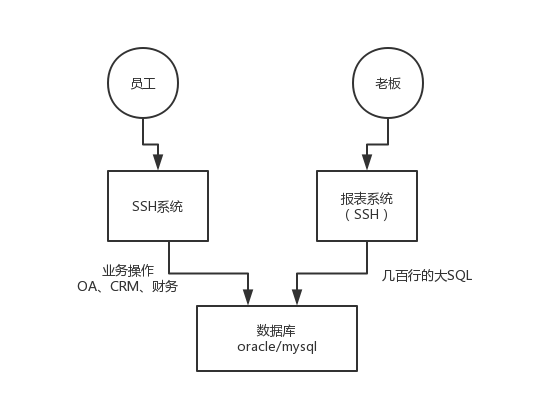 员工
老板
SSH系统
报表系统
（SSH）
业务操作
OA、CRM、财务
几百行的大SQL
数据库
oracle/mysql